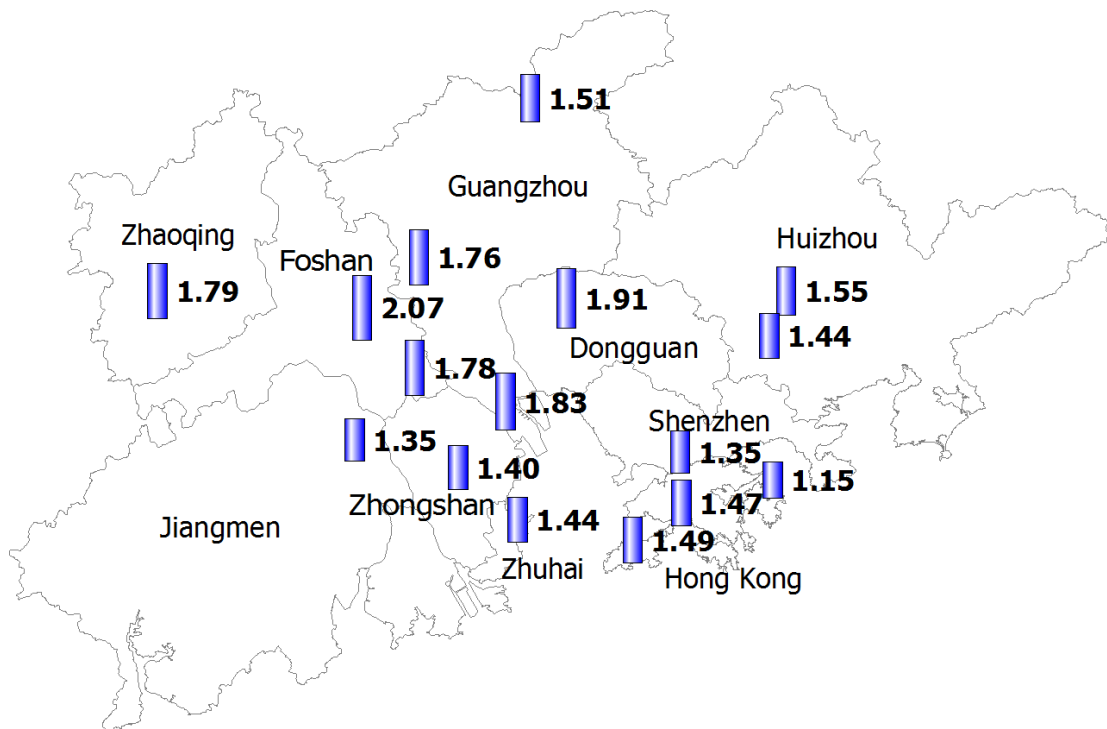 1.51
Guangzhou
Zhaoqing
Huizhou
Foshan
1.76
1.79
1.55
2.07
1.91
1.44
Dongguan
1.78
1.83
Shenzhen
1.35
1.35
1.40
1.15
Zhongshan
1.47
Jiangmen
1.44
1.49
Zhuhai
Hong Kong